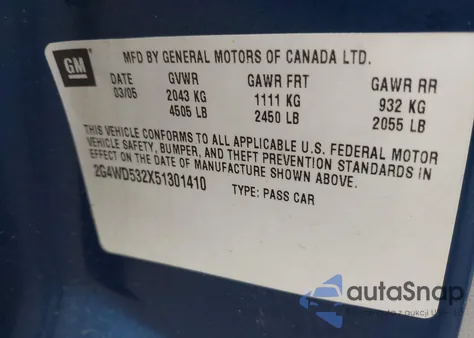 GM
MFD BY GENERAL MOTORS OF CANADA LTD.
DATE GVWR GAWR FRT GAWR RR
03/05 2043 KG 1111 KG 932 KG
4505 LB 2450 LB 2055 LB
THIS VEHICLE CONFORMS TO ALL APPLICABLE U.S. FEDERAL MOTOR
VEHICLE SAFETY, BUMPER, AND THEFT PREVENTION STANDARDS IN
EFFECT ON THE DATE OF MANUFACTURE SHOWN ABOVE.
2G4WD532X51301410 TYPE: PASS CAR
autoSnap
auta z aukcji